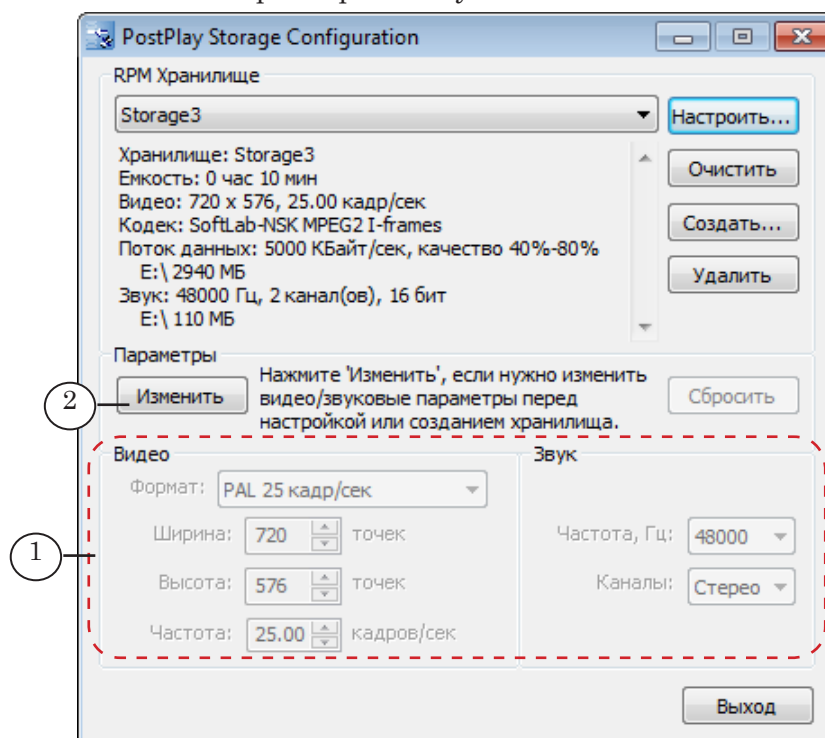 PostPlay Storage Configuration
RPM Хранилище
Storage3
Настроить...
Хранилище: Storage3
Емкость: 0 час 10 мин
Видео: 720 x 576, 25.00 кадр/сек
Кодек: SoftLab-NSK MPEG2 I-frames
Поток данных: 5000 КБайт/сек, качество 40%-80%
E:\ 2940 МБ
Звук: 48000 Гц, 2 канал(ов), 16 бит
E:\ 110 МБ
Очистить
Создать...
Удалить
Параметры
2
Изменить
Нажмите 'Изменить', если нужно изменить
видео/звуковые параметры перед
настройкой или созданием хранилища.
Сбросить
1
Видео
Формат: PAL 25 кадр/сек
Ширина: 720 точек
Высота: 576 точек
Частота: 25.00 кадров/сек
Звук
Частота, Гц: 48000
Каналы: Стерео
Выход